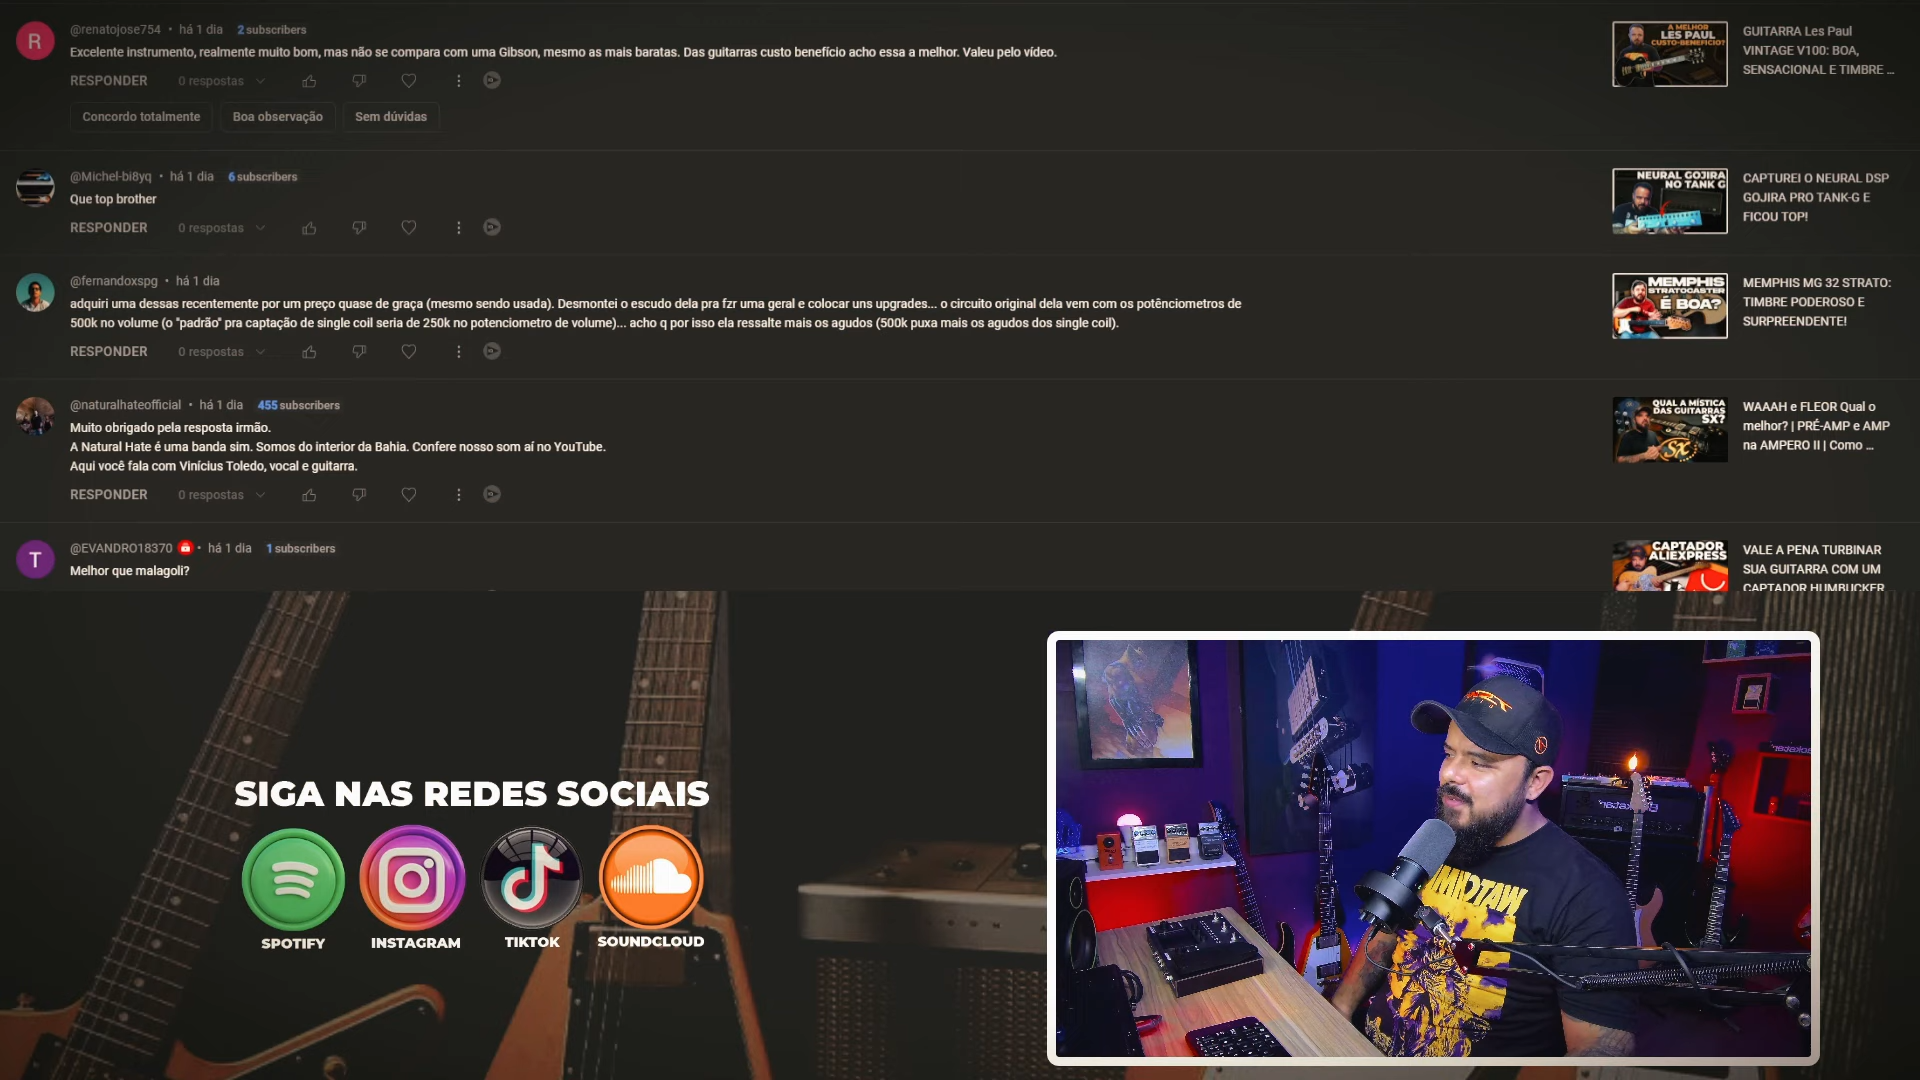 R
@renatojose754 • há 1 dia 2 subscribers
Excelente instrumento, realmente muito bom, mas não se compara com uma Gibson, mesmo as mais baratas. Das guitarras custo benefício acho essa a melhor. Valeu pelo vídeo.
RESPONDER 0 respostas
Concordo totalmente Boa observação Sem dúvidas
A MELHOR
LES PAUL
CUSTO-BENEFÍCIO?
GUITARRA Les Paul
VINTAGE V100: BOA,
SENSACIONAL E TIMBRE ...
@Michel-bi8yq • há 1 dia 6 subscribers
Que top brother
RESPONDER 0 respostas
NEURAL GOJIRA
NO TANK G
CAPTUREI O NEURAL DSP
GOJIRA PRO TANK-G E
FICOU TOP!
@fernandoxspg • há 1 dia
adquiri uma dessas recentemente por um preço quase de graça (mesmo sendo usada). Desmontei o escudo dela pra fzr uma geral e colocar uns upgrades... o circuito original dela vem com os potênciometros de
500k no volume (o "padrão" pra captação de single coil seria de 250k no potenciometro de volume)... acho q por isso ela ressalte mais os agudos (500k puxa mais os agudos dos single coil).
RESPONDER 0 respostas
MEMPHIS
STRATOCASTER
É BOA?
MEMPHIS MG 32 STRATO:
TIMBRE PODEROSO E
SURPREENDENTE!
@naturalhateofficial • há 1 dia 455 subscribers
Muito obrigado pela resposta irmão.
A Natural Hate é uma banda sim. Somos do interior da Bahia. Confere nosso som aí no YouTube.
Aqui você fala com Vinícius Toledo, vocal e guitarra.
RESPONDER 0 respostas
QUAL A MÍSTICA
DAS GUITARRAS
SX?
SX
WAAAH e FLEOR Qual o
melhor? | PRÉ-AMP e AMP
na AMPERO II | Como ...
T
@EVANDRO18370 • há 1 dia 1 subscribers
Melhor que malagoli?
CAPTADOR
ALIEXPRESS
VALE A PENA TURBINAR
SUA GUITARRA COM UM
CAPTADOR HUMBUCKER
SIGA NAS REDES SOCIAIS
SPOTIFY INSTAGRAM TIKTOK SOUNDCLOUD